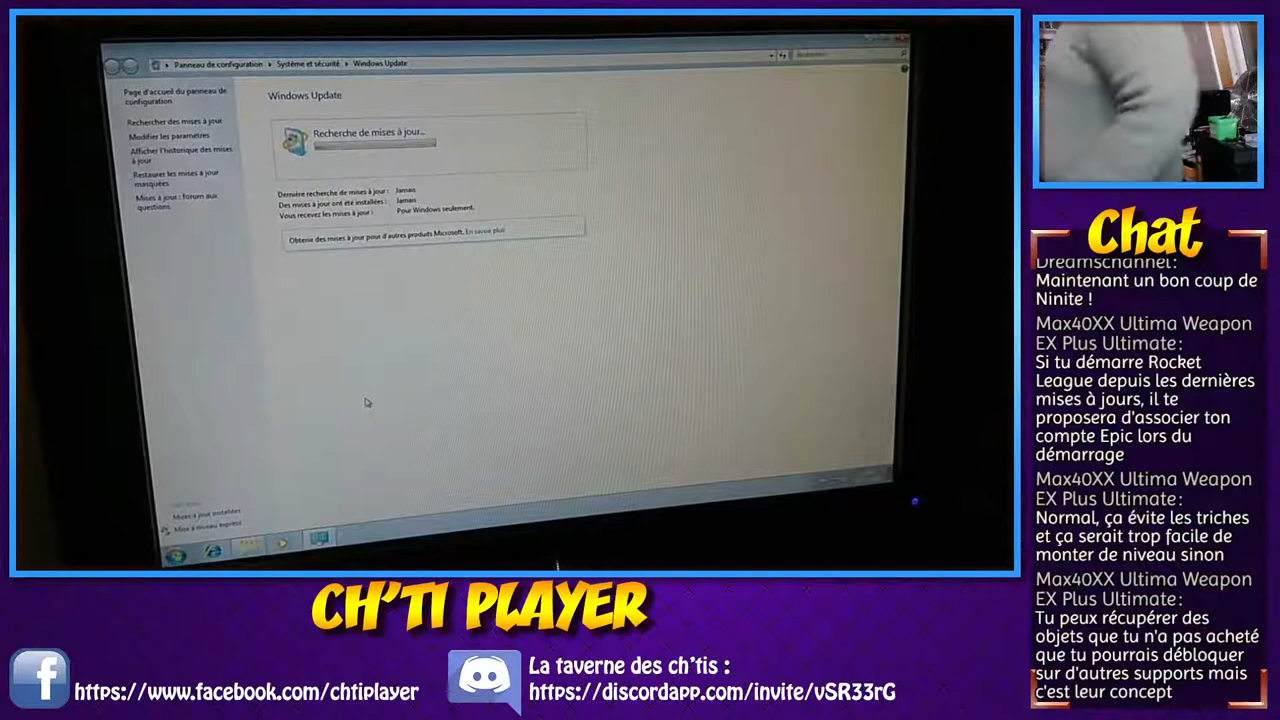 Panneau de configuration
Système et sécurité
Windows Update
Page d'accueil du panneau de
configuration
Rechercher des mises à jour
Modifier les paramètres
Afficher l'historique des mises
à jour
Restaurer les mises à jour
masquées
Mises à jour : forum aux
questions.
Windows Update
Recherche de mises à jour...
Dernière recherche de mises à jour : Jamais
Des mises à jour ont été installées : Jamais
Vous recevez les mises à jour : Pour Windows seulement.
Obtenir des mises à jour pour d'autres produits Microsoft. En savoir plus
Mises à jour installées
Mise à niveau express
Chat
Dreamschannel:
Maintenant un bon coup de
Ninite !
Max40XX Ultima Weapon
EX Plus Ultimate:
Si tu démarre Rocket
League depuis les dernières
mises à jours, il te
proposera d'associer ton
compte Epic lors du
démarrage
Max40XX Ultima Weapon
EX Plus Ultimate:
Normal, ça évite les triches
et ça serait trop facile de
monter de niveau sinon
Max40XX Ultima Weapon
EX Plus Ultimate:
Tu peux récupérer des
objets que tu n'a pas acheté
que tu pourrais débloquer
sur d'autres supports mais
c'est leur concept
CH'TI PLAYER
https://www.facebook.com/chtiplayer
La taverne des ch'tis :
https://discordapp.com/invite/vSR33rG